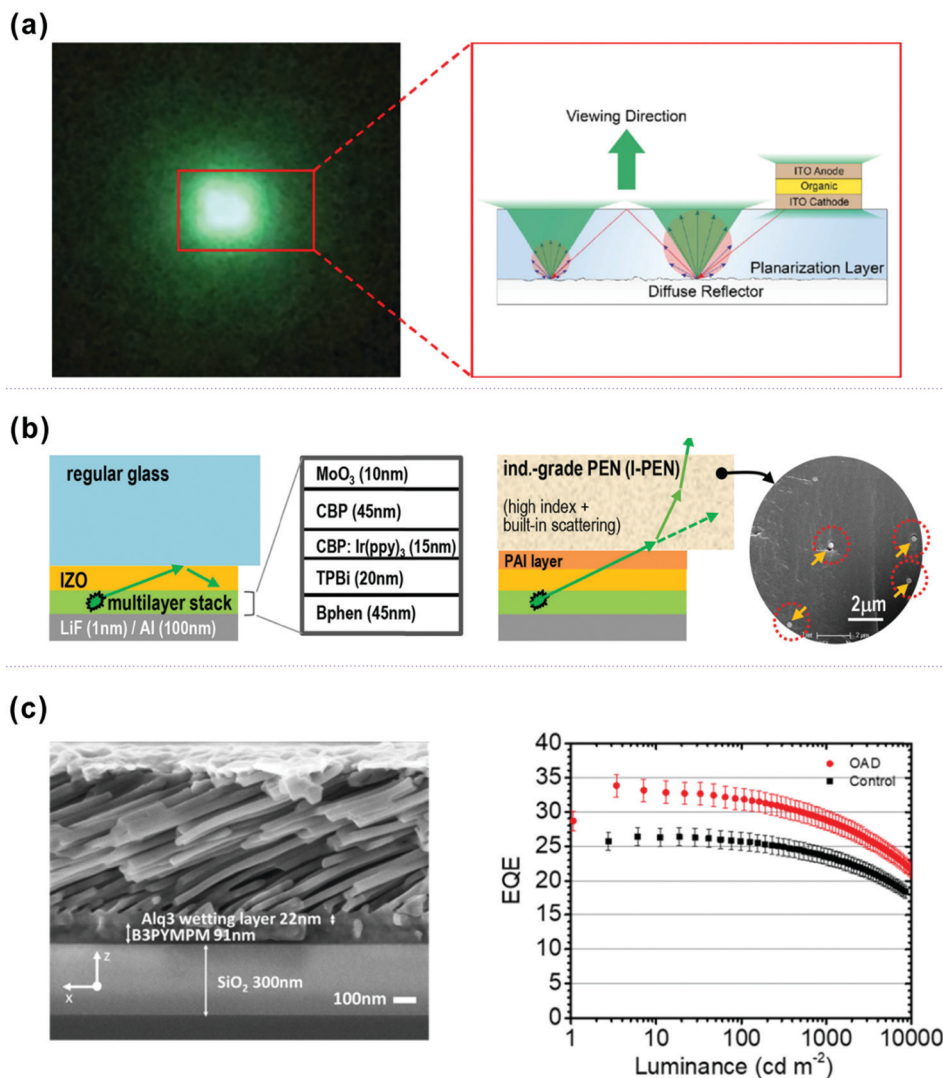 (a)
Viewing Direction
ITO Anode
Organic
ITO Cathode
Planarization Layer
Diffuse Reflector
(b)
regular glass
IZO
multilayer stack
LiF (1nm) / Al (100nm)
MoO₃ (10nm)
CBP (45nm)
CBP: Ir(ppy)₃ (15nm)
TPBi (20nm)
Bphen (45nm)
ind.-grade PEN (I-PEN)
(high index +
built-in scattering)
PAI layer
2μm
2 μm
(c)
Alq3 wetting layer 22nm
B3PYMPM 91nm
SiO₂ 300nm
z
x
100nm
40
35
30
25
20
15
10
5
0
EQE
OAD
Control
1
10
100
1000
10000
Luminance (cd m⁻²)